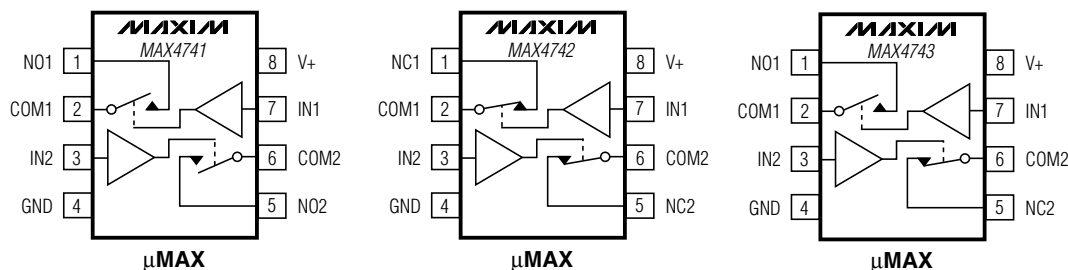 MAXIM
MAX4741
NO1 1
8 V+
COM1 2
7 IN1
IN2 3
6 COM2
GND 4
5 NO2
μMAX
MAXIM
MAX4742
NC1 1
8 V+
COM1 2
7 IN1
IN2 3
6 COM2
GND 4
5 NC2
μMAX
MAXIM
MAX4743
NO1 1
8 V+
COM1 2
7 IN1
IN2 3
6 COM2
GND 4
5 NC2
μMAX